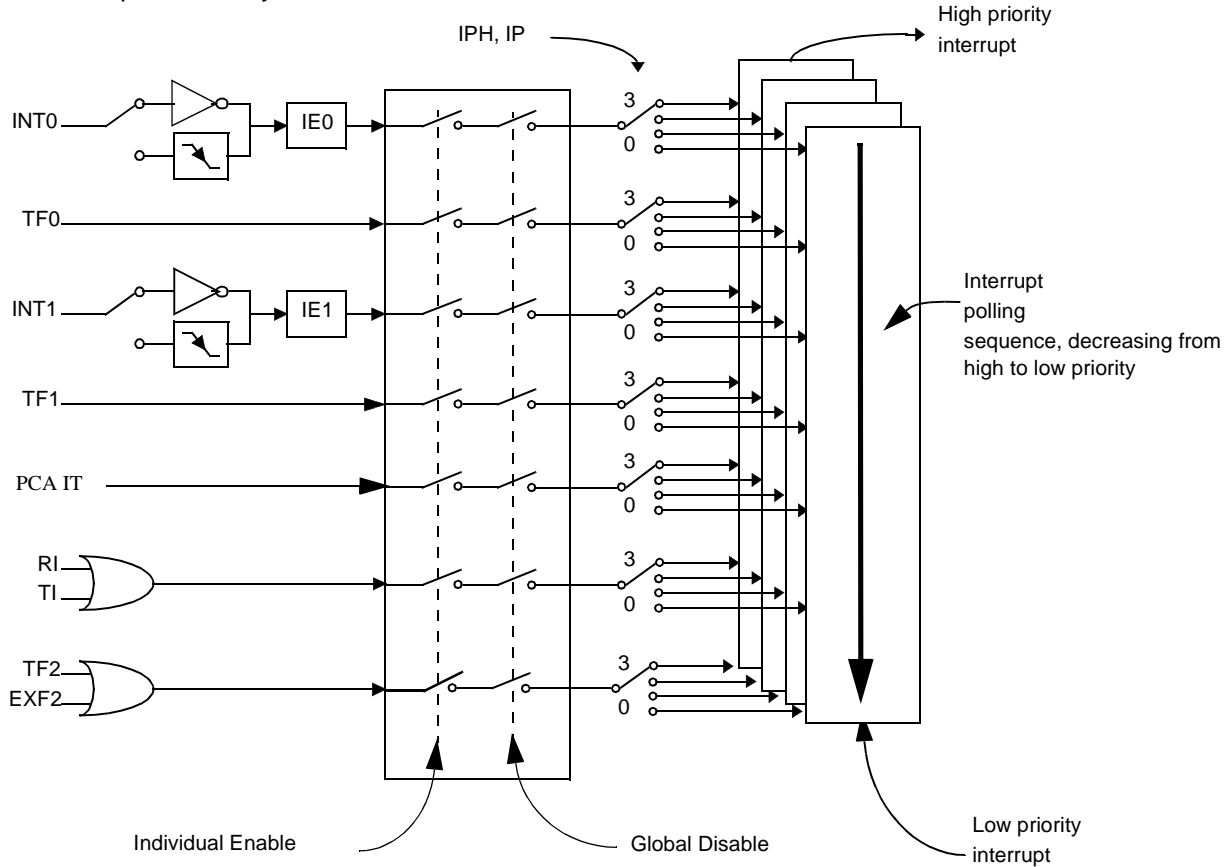 High priority
interrupt
IPH, IP
INT0
IE0
3
0
TF0
3
0
INT1
IE1
3
0
Interrupt
polling
sequence, decreasing from
high to low priority
TF1
3
0
PCA IT
3
0
RI
TI
3
0
TF2
EXF2
3
0
Individual Enable
Global Disable
Low priority
interrupt